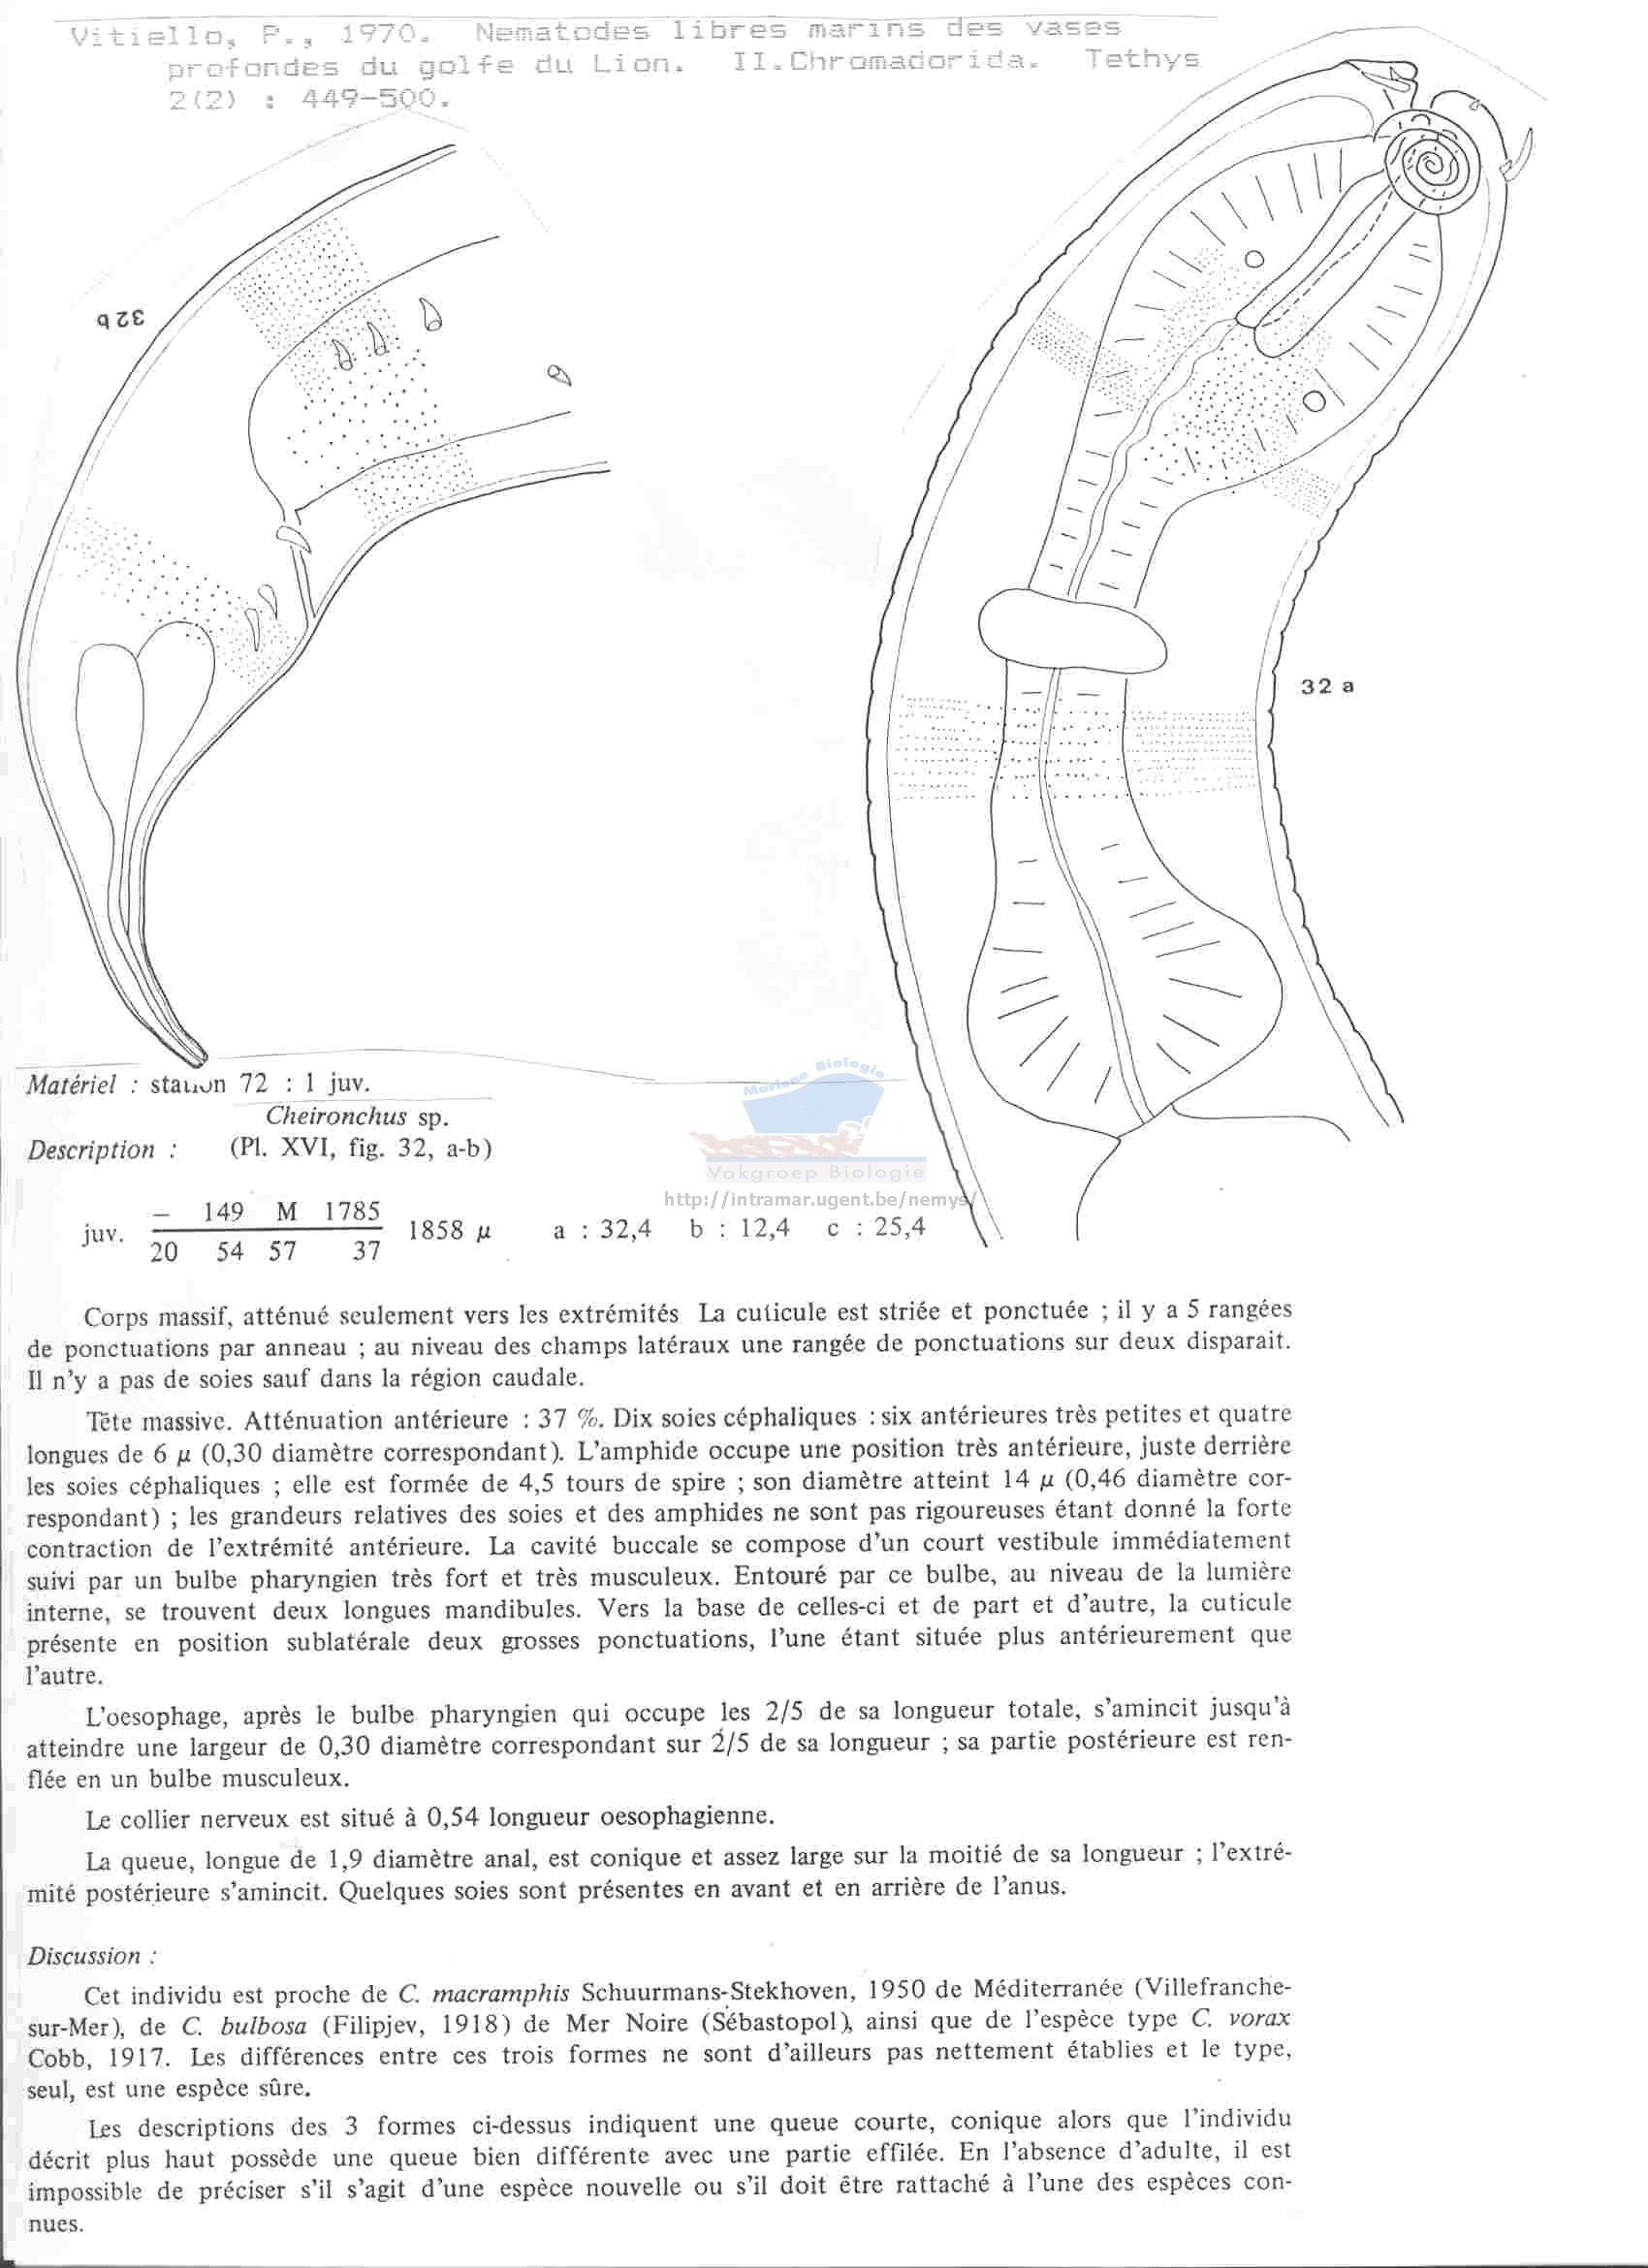 Vitiello, P., 1970. Nematodes libres marins des vases
profondes du golfe du Lion. II.Chromadorida. Tethys
2(2) : 449-500.
32 b
32 a
Matériel : station 72 : 1 juv.
Cheironchus sp.
Description : (Pl. XVI, fig. 32, a-b)
Marine Biologie
Vakgroep Biologie
http://intramar.ugent.be/nemys/
– 149 M 1785
juv. 1858 µ a : 32,4 b : 12,4 c : 25,4
20 54 57 37
Corps massif, atténué seulement vers les extrémités La cuticule est striée et ponctuée ; il y a 5 rangées
de ponctuations par anneau ; au niveau des champs latéraux une rangée de ponctuations sur deux disparait.
Il n'y a pas de soies sauf dans la région caudale.
Tête massive. Atténuation antérieure : 37 %. Dix soies céphaliques : six antérieures très petites et quatre
longues de 6 µ (0,30 diamètre correspondant). L'amphide occupe une position très antérieure, juste derrière
les soies céphaliques ; elle est formée de 4,5 tours de spire ; son diamètre atteint 14 µ (0,46 diamètre cor-
respondant) ; les grandeurs relatives des soies et des amphides ne sont pas rigoureuses étant donné la forte
contraction de l'extrémité antérieure. La cavité buccale se compose d'un court vestibule immédiatement
suivi par un bulbe pharyngien très fort et très musculeux. Entouré par ce bulbe, au niveau de la lumière
interne, se trouvent deux longues mandibules. Vers la base de celles-ci et de part et d'autre, la cuticule
présente en position sublatérale deux grosses ponctuations, l'une étant située plus antérieurement que
l'autre.
L'oesophage, après le bulbe pharyngien qui occupe les 2/5 de sa longueur totale, s'amincit jusqu'à
atteindre une largeur de 0,30 diamètre correspondant sur 2/5 de sa longueur ; sa partie postérieure est ren-
flée en un bulbe musculeux.
Le collier nerveux est situé à 0,54 longueur oesophagienne.
La queue, longue de 1,9 diamètre anal, est conique et assez large sur la moitié de sa longueur ; l'extré-
mité postérieure s'amincit. Quelques soies sont présentes en avant et en arrière de l'anus.
Discussion :
Cet individu est proche de C. macramphis Schuurmans-Stekhoven, 1950 de Méditerranée (Villefranche-
sur-Mer), de C. bulbosa (Filipjev, 1918) de Mer Noire (Sébastopol), ainsi que de l'espèce type C. vorax
Cobb, 1917. Les différences entre ces trois formes ne sont d'ailleurs pas nettement établies et le type,
seul, est une espèce sûre.
Les descriptions des 3 formes ci-dessus indiquent une queue courte, conique alors que l'individu
décrit plus haut possède une queue bien différente avec une partie effilée. En l'absence d'adulte, il est
impossible de préciser s'il s'agit d'une espèce nouvelle ou s'il doit être rattaché à l'une des espèces con-
nues.